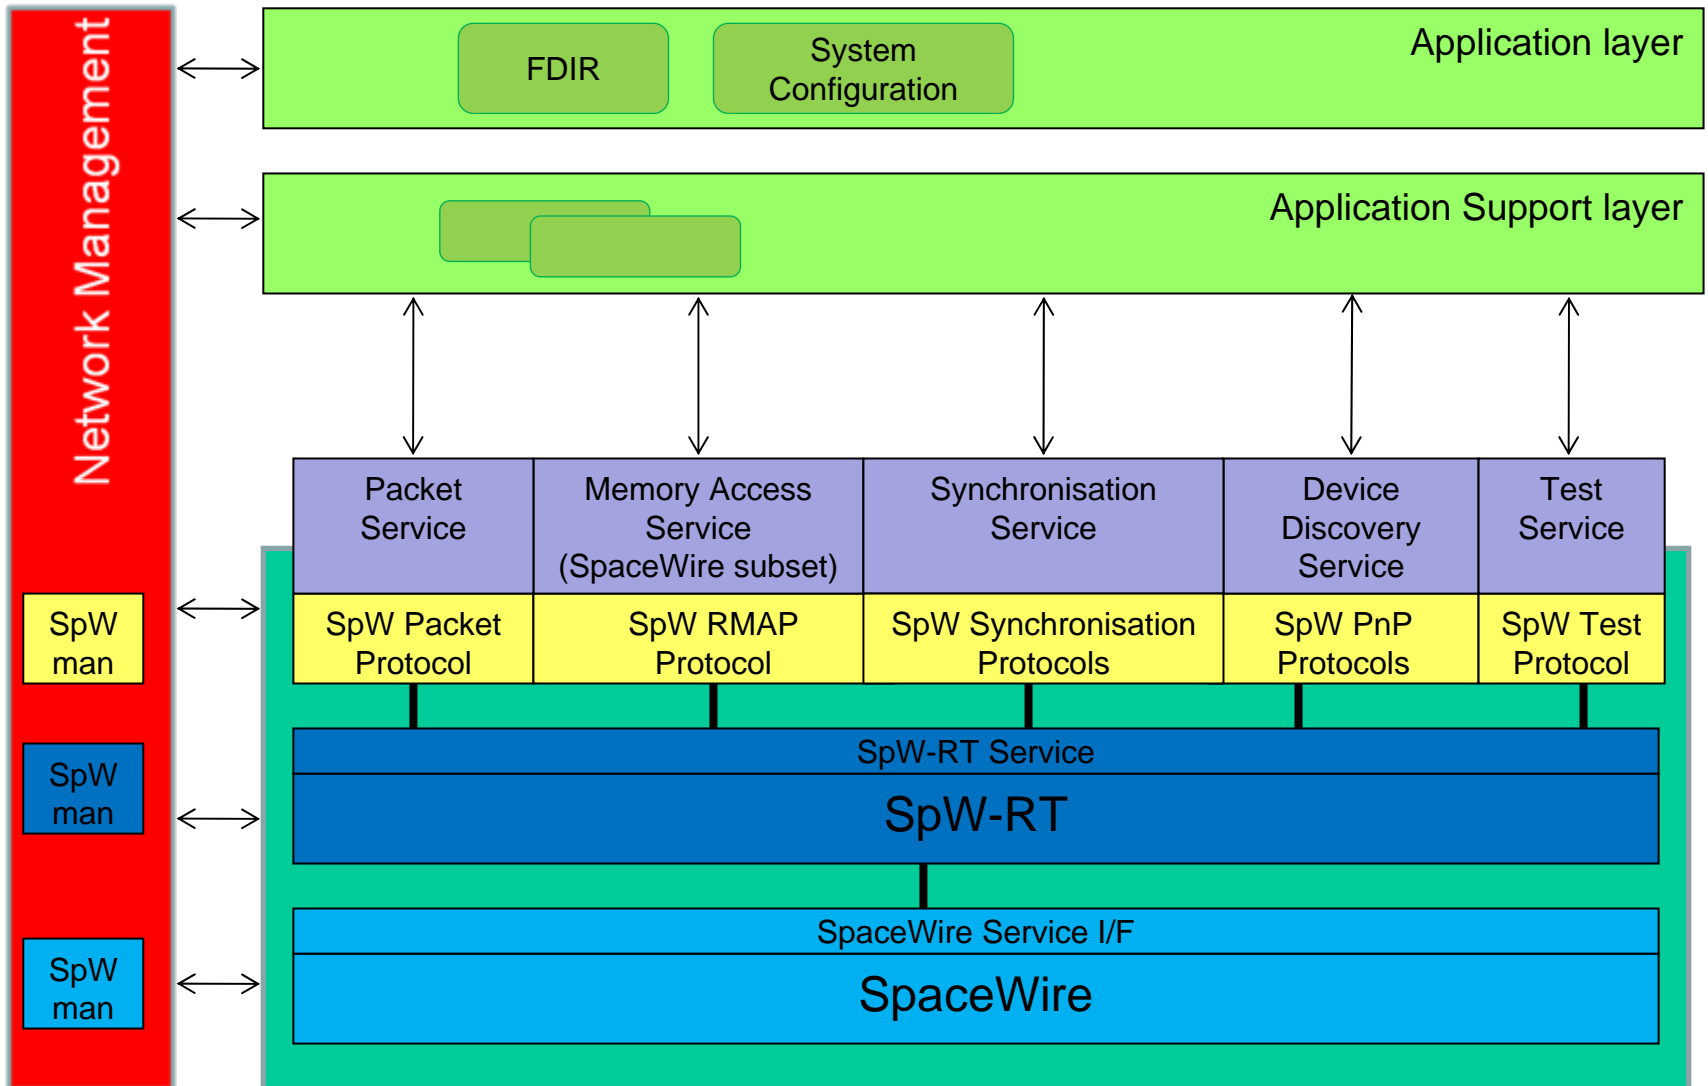 Network Management
Application layer
FDIR
System
Configuration
Application Support layer
Packet
Service
Memory Access
Service
(SpaceWire subset)
Synchronisation
Service
Device
Discovery
Service
Test
Service
SpW
man
SpW Packet
Protocol
SpW RMAP
Protocol
SpW Synchronisation
Protocols
SpW PnP
Protocols
SpW Test
Protocol
SpW
man
SpW-RT Service
SpW-RT
SpW
man
SpaceWire Service I/F
SpaceWire